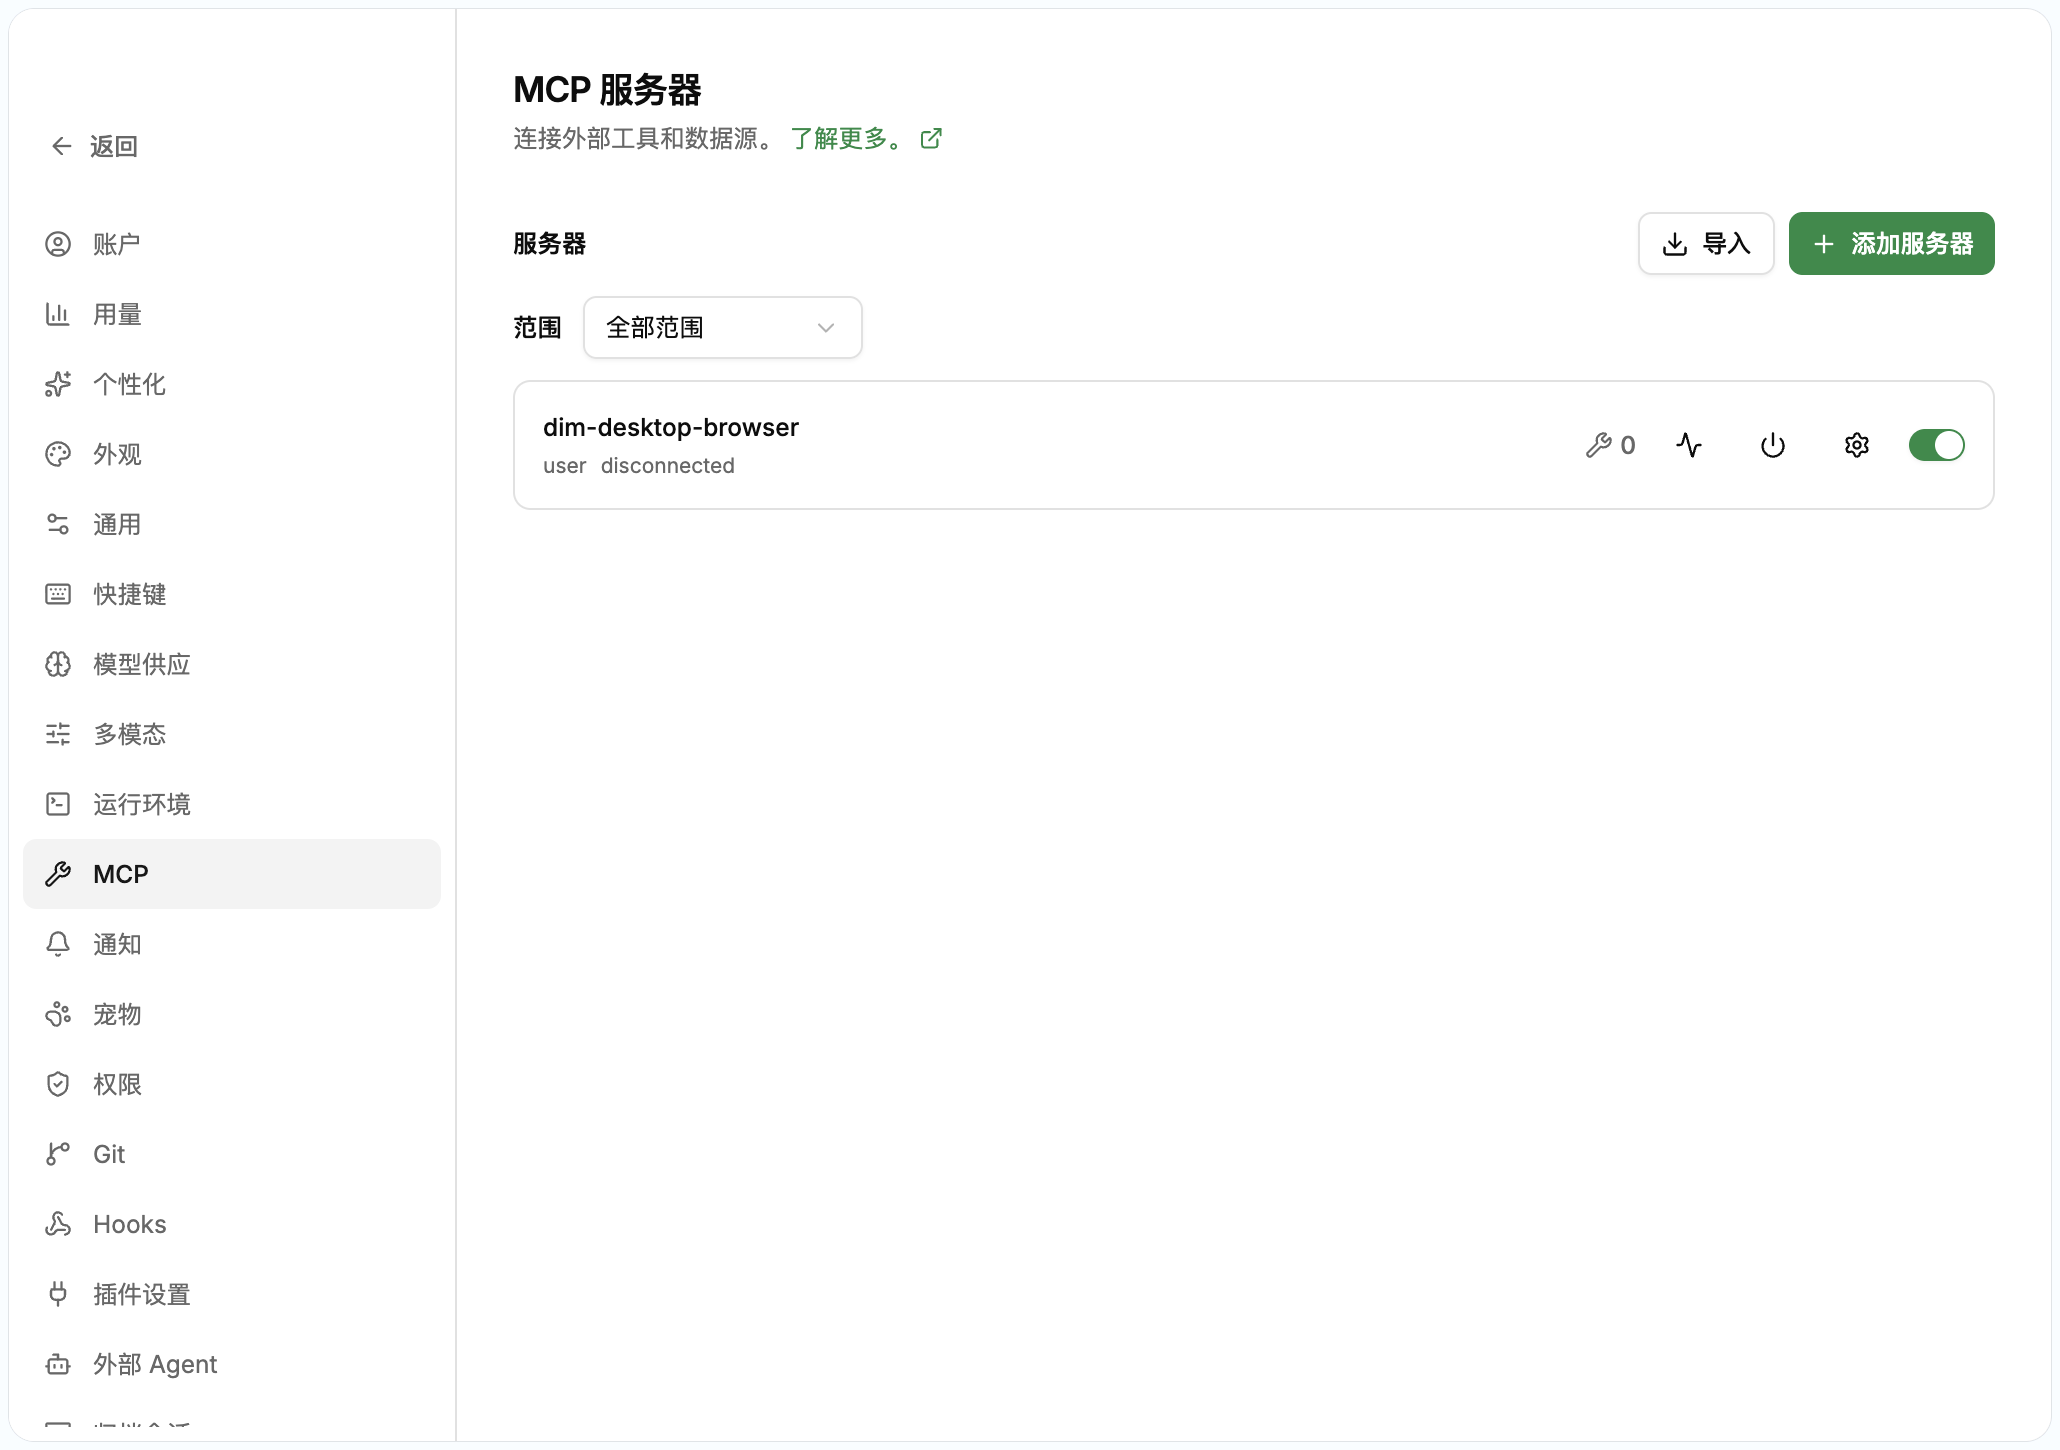 返回
账户
用量
个性化
外观
通用
快捷键
模型供应
多模态
运行环境
MCP
通知
宠物
权限
Git
Hooks
插件设置
外部 Agent
MCP 服务器
连接外部工具和数据源。 了解更多。
服务器
导入
添加服务器
范围
全部范围
dim-desktop-browser
user disconnected
0